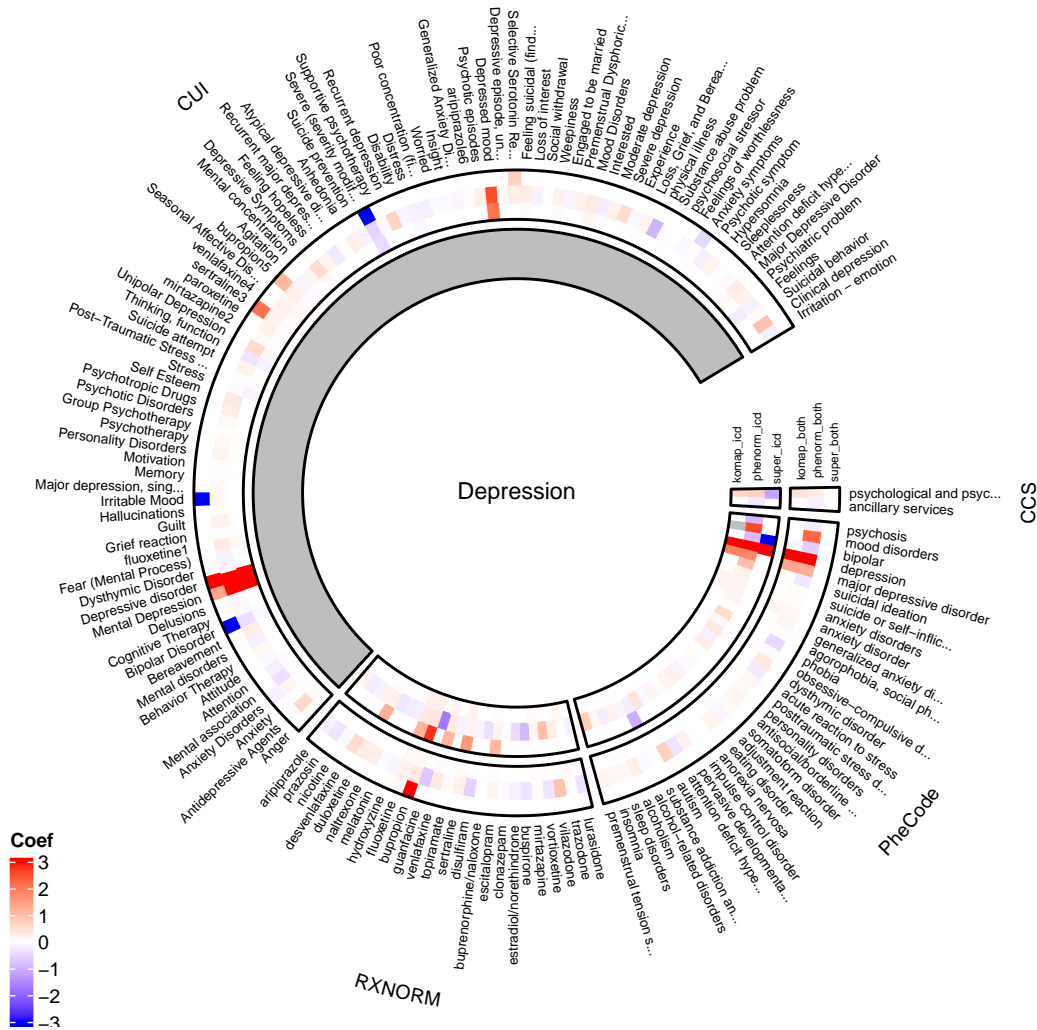 CUI
Irritation − emotion
Clinical depression
Suicidal behavior
Feelings
Psychiatric problem
Major Depressive Disorder
Attention deficit hype...
Sleeplessness
Hypersomnia
Psychotic symptom
Anxiety symptoms
Feelings of worthlessness
psychosocial stressor
Substance abuse problem
Physical illness
Loss, Grief, and Berea...
Experience
Severe depression
Moderate depression
Interested
Mood Disorders
Premenstrual Dysphoric...
Engaged to be married
Weepiness
Social withdrawal
Loss of interest
Feeling suicidal (find...
Selective Serotonin Re...
Depressive episode, un...
Depressed mood
Psychotic episodes
aripiprazole6
Generalized Anxiety Di...
Insight
Worried
Poor concentration (fi...
Distress
Disability
Recurrent depression
Supportive psychotherapy
Severe (severity modif...
Suicide prevention
Anhedonia
Atypical depressive di...
Recurrent major depres...
Feeling hopeless
Depressive Symptoms
Mental concentration
Agitation
bupropion5
Seasonal Affective Dis...
venlafaxine4
sertraline3
paroxetine
mirtazapine2
Unipolar Depression
Thinking, function
Suicide attempt
Post−Traumatic Stress ...
Stress
Self Esteem
Psychotropic Drugs
Psychotic Disorders
Group Psychotherapy
Psychotherapy
Personality Disorders
Motivation
Memory
Major depression, sing...
Irritable Mood
Hallucinations
Guilt
Grief reaction
fluoxetine1
Fear (Mental Process)
Dysthymic Disorder
Depressive disorder
Mental Depression
Delusions
Cognitive Therapy
Bipolar Disorder
Bereavement
Mental disorders
Behavior Therapy
Attitude
Attention
Mental association
Anxiety Disorders
Anxiety
Antidepressive Agents
Anger
Depression
komap_icd
phenorm_icd
super_icd
komap_both
phenorm_both
super_both
CCS
psychological and psyc...
ancillary services
PheCode
psychosis
mood disorders
bipolar
depression
major depressive disorder
suicidal ideation
suicide or self−inflic...
anxiety disorders
anxiety disorder
generalized anxiety di...
agorophobia, social ph...
phobia
obsessive−compulsive d...
dysthymic disorder
acute reaction to stress
posttraumatic stress d...
personality disorders
antisocial/borderline...
somatoform disorder
adjustment reaction
eating disorder
anorexia nervosa
impulse control disorder
pervasive developmenta...
attention deficit hype...
autism
substance addiction an...
alcohol−related disorders
alcoholism
sleep disorders
insomnia
premenstrual tension s...
RXNORM
lurasidone
trazodone
vilazodone
vortioxetine
mirtazapine
buspirone
estradiol/norethindrone
clonazepam
escitalopram
buprenorphine/naloxone
disulfiram
sertraline
topiramate
venlafaxine
guanfacine
bupropion
fluoxetine
hydroxyzine
melatonin
naltrexone
duloxetine
desvenlafaxine
nicotine
prazosin
aripiprazole
Coef
3
2
1
0
−1
−2
−3